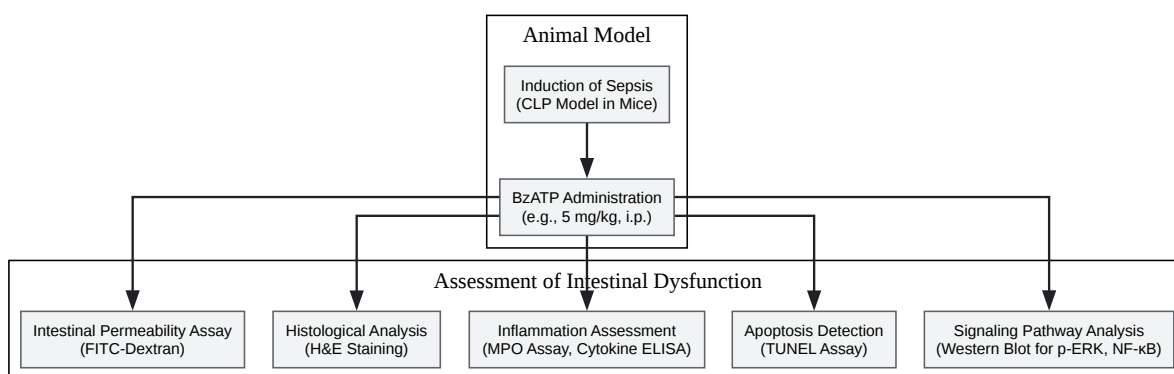 Animal Model
Induction of Sepsis
(CLP Model in Mice)
BzATP Administration
(e.g., 5 mg/kg, i.p.)
Assessment of Intestinal Dysfunction
Intestinal Permeability Assay
(FITC-Dextran)
Histological Analysis
(H&E Staining)
Inflammation Assessment
(MPO Assay, Cytokine ELISA)
Apoptosis Detection
(TUNEL Assay)
Signaling Pathway Analysis
(Western Blot for p-ERK, NF-κB)